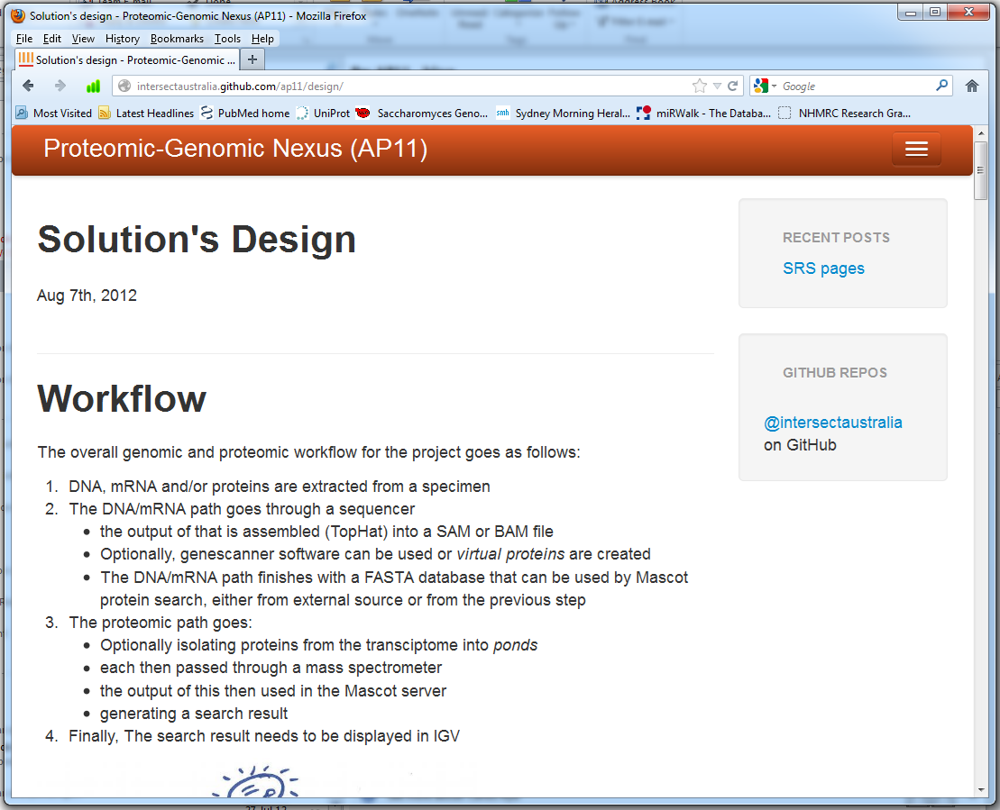 Solution's design - Proteomic-Genomic Nexus (AP11) - Mozilla Firefox
File Edit View History Bookmarks Tools Help
Solution's design - Proteomic-Genomic ...
intersectaustralia.github.com/ap11/design/
Google
Most Visited Latest Headlines PubMed home UniProt Saccharomyces Geno... smh Sydney Morning Heral... miRWalk - The Databa... NHMRC Research Gra...
Proteomic-Genomic Nexus (AP11)
Solution's Design
Aug 7th, 2012
RECENT POSTS
SRS pages
GITHUB REPOS
@intersectaustralia
on GitHub
Workflow
The overall genomic and proteomic workflow for the project goes as follows:
1. DNA, mRNA and/or proteins are extracted from a specimen
2. The DNA/mRNA path goes through a sequencer
• the output of that is assembled (TopHat) into a SAM or BAM file
• Optionally, genescanner software can be used or virtual proteins are created
• The DNA/mRNA path finishes with a FASTA database that can be used by Mascot
protein search, either from external source or from the previous step
3. The proteomic path goes:
• Optionally isolating proteins from the transciptome into ponds
• each then passed through a mass spectrometer
• the output of this then used in the Mascot server
• generating a search result
4. Finally, The search result needs to be displayed in IGV